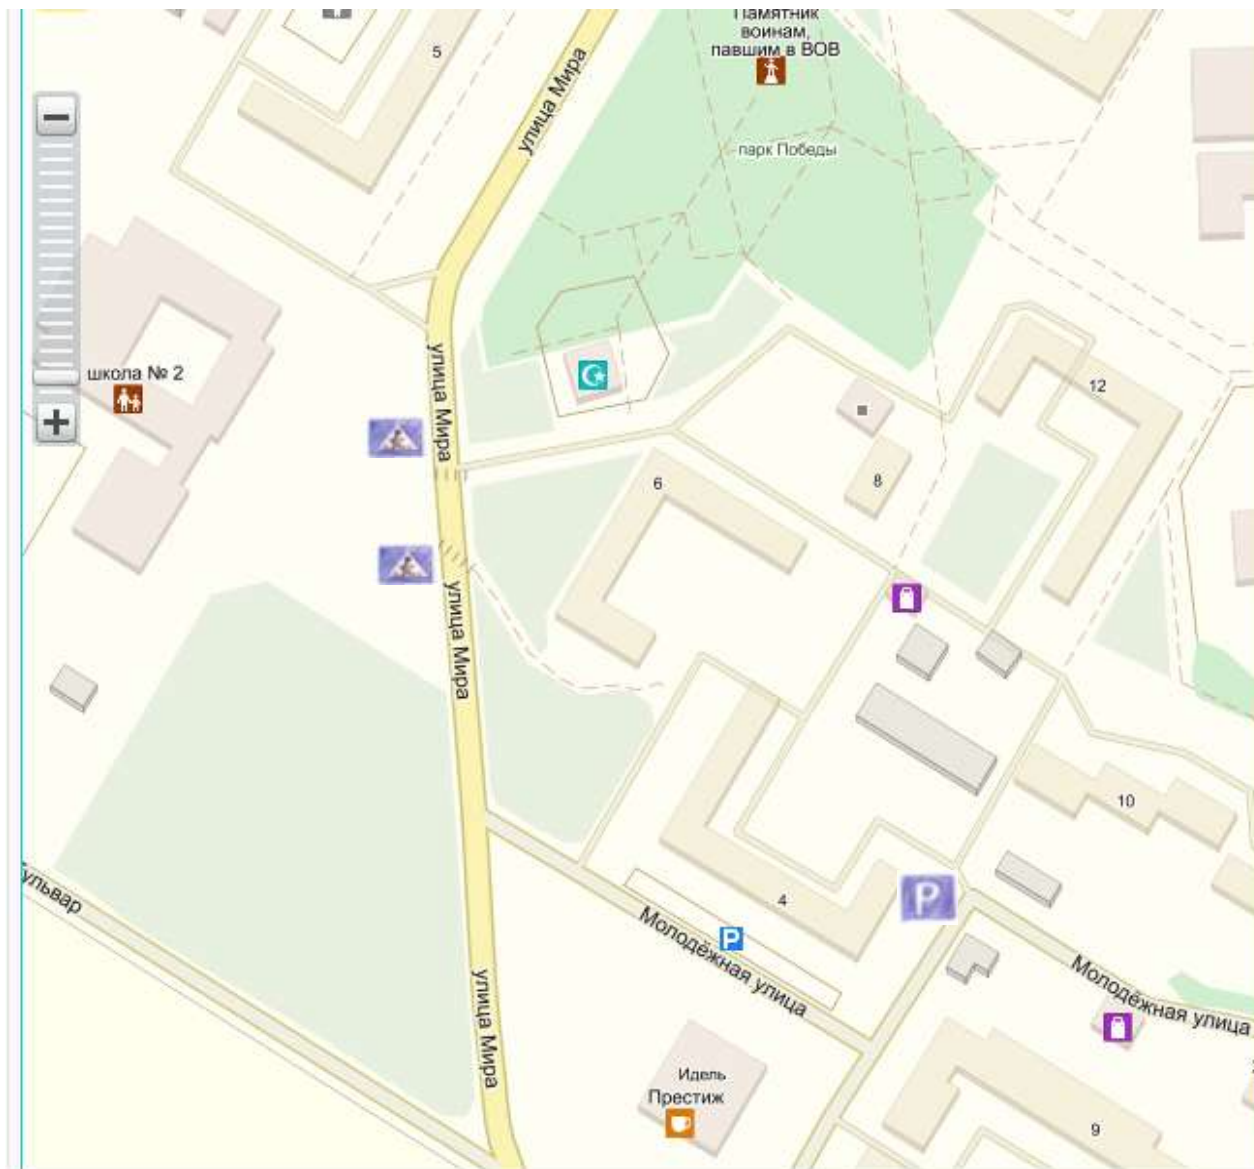 Памятник
воинам,
павшим в ВОВ
5
улица Мира
парк Победы
школа № 2
улица Мира
12
6
8
улица Мира
10
4
P
P
Бульвар
Молодёжная улица
Молодёжная улица
улица Мира
Идель
Престиж
9